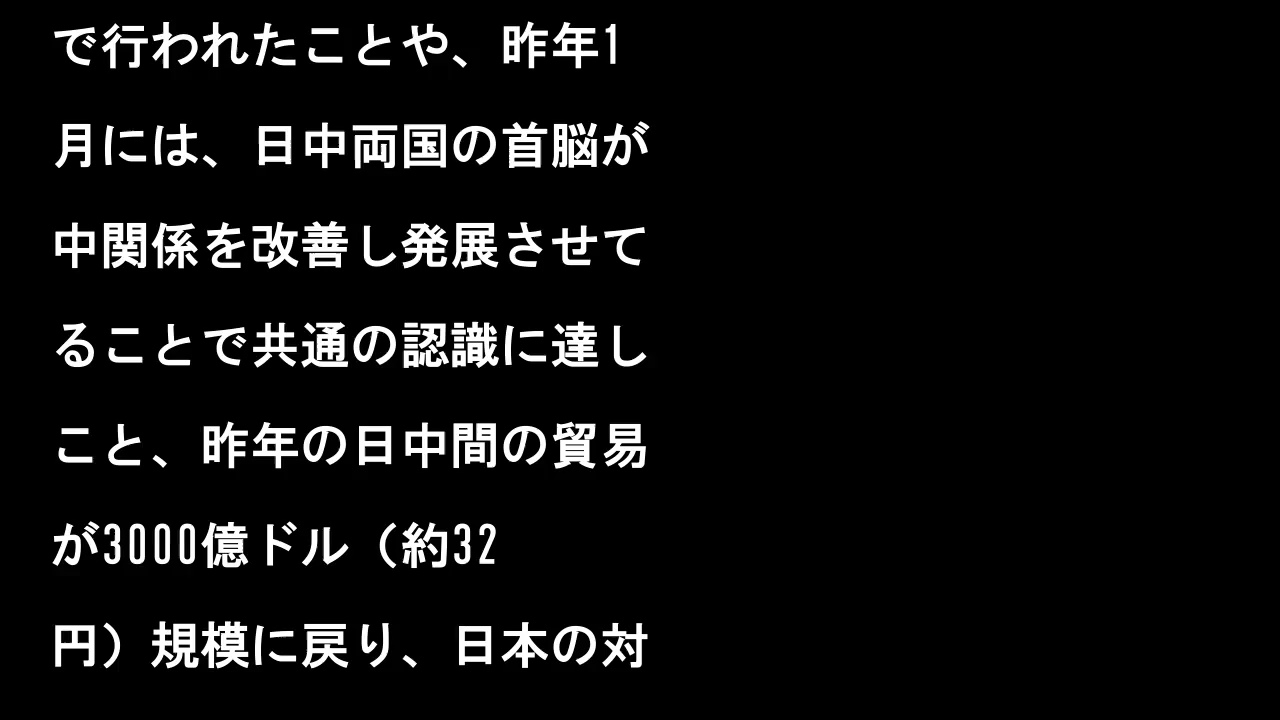 で行われたことや、昨年1
月には、日中両国の首脳が
中関係を改善し発展させて
ることで共通の認識に達し
こと、昨年の日中間の貿易
が3000億ドル（約32
円）規模に戻り、日本の対